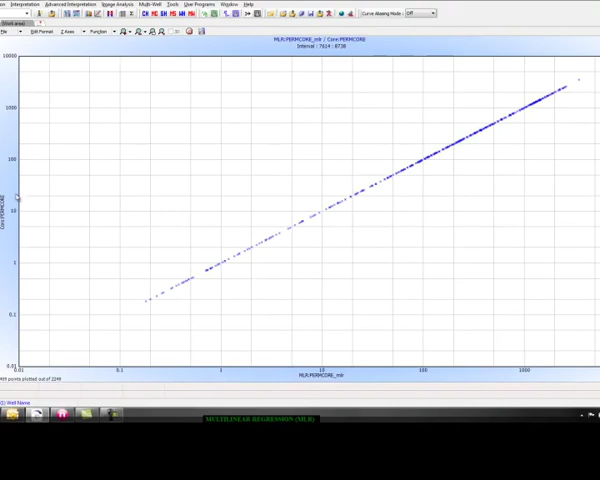 Interpretation Advanced Interpretation Image Analysis Multi-Well Tools User Programs Window Help
Curve Aliasing Mode: Off
File Edit Format Z Axes Function
MLR:PERMCORE_mlr / Core:PERMCORE
Interval : 7614 : 8738
10000
1000
100
10
1
0.1
0.01
Core:PERMCORE
0.01 0.1 1 10 100 1000
MLR:PERMCORE_mlr
points plotted out of 2249
(1) Well Name
MULTILINEAR REGRESSION (MLR)